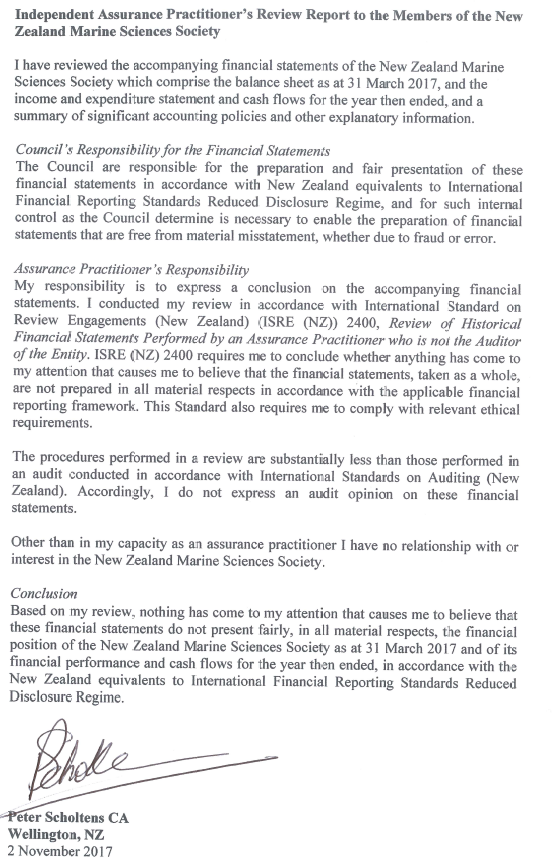 Independent Assurance Practitioner's Review Report to the Members of the New
Zealand Marine Sciences Society
I have reviewed the accompanying financial statements of the New Zealand Marine
Sciences Society which comprise the balance sheet as at 31 March 2017, and the
income and expenditure statement and cash flows for the year then ended, and a
summary of significant accounting policies and other explanatory information.
Council's Responsibility for the Financial Statements
The Council are responsible for the preparation and fair presentation of these
financial statements in accordance with New Zealand equivalents to International
Financial Reporting Standards Reduced Disclosure Regime, and for such internal
control as the Council determine is necessary to enable the preparation of financial
statements that are free from material misstatement, whether due to fraud or error.
Assurance Practitioner's Responsibility
My responsibility is to express a conclusion on the accompanying financial
statements. I conducted my review in accordance with International Standard on
Review Engagements (New Zealand) (ISRE (NZ)) 2400, Review of Historical
Financial Statements Performed by an Assurance Practitioner who is not the Auditor
of the Entity. ISRE (NZ) 2400 requires me to conclude whether anything has come to
my attention that causes me to believe that the financial statements, taken as a whole,
are not prepared in all material respects in accordance with the applicable financial
reporting framework. This Standard also requires me to comply with relevant ethical
requirements.
The procedures performed in a review are substantially less than those performed in
an audit conducted in accordance with International Standards on Auditing (New
Zealand). Accordingly, I do not express an audit opinion on these financial
statements.
Other than in my capacity as an assurance practitioner I have no relationship with or
interest in the New Zealand Marine Sciences Society.
Conclusion
Based on my review, nothing has come to my attention that causes me to believe that
these financial statements do not present fairly, in all material respects, the financial
position of the New Zealand Marine Sciences Society as at 31 March 2017 and of its
financial performance and cash flows for the year then ended, in accordance with the
New Zealand equivalents to International Financial Reporting Standards Reduced
Disclosure Regime.
Peter Scholtens CA
Wellington, NZ
2 November 2017